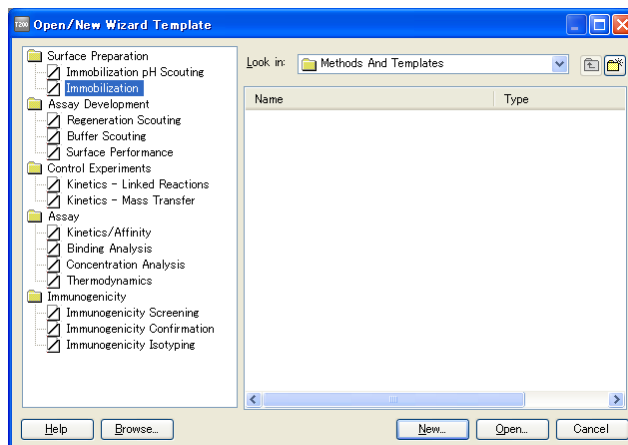 T200 Open/New Wizard Template
Surface Preparation
Immobilization pH Scouting
Immobilization
Assay Development
Regeneration Scouting
Buffer Scouting
Surface Performance
Control Experiments
Kinetics - Linked Reactions
Kinetics - Mass Transfer
Assay
Kinetics/Affinity
Binding Analysis
Concentration Analysis
Thermodynamics
Immunogenicity
Immunogenicity Screening
Immunogenicity Confirmation
Immunogenicity Isotyping
Look in: Methods And Templates
Name Type
Help Browse... New... Open... Cancel